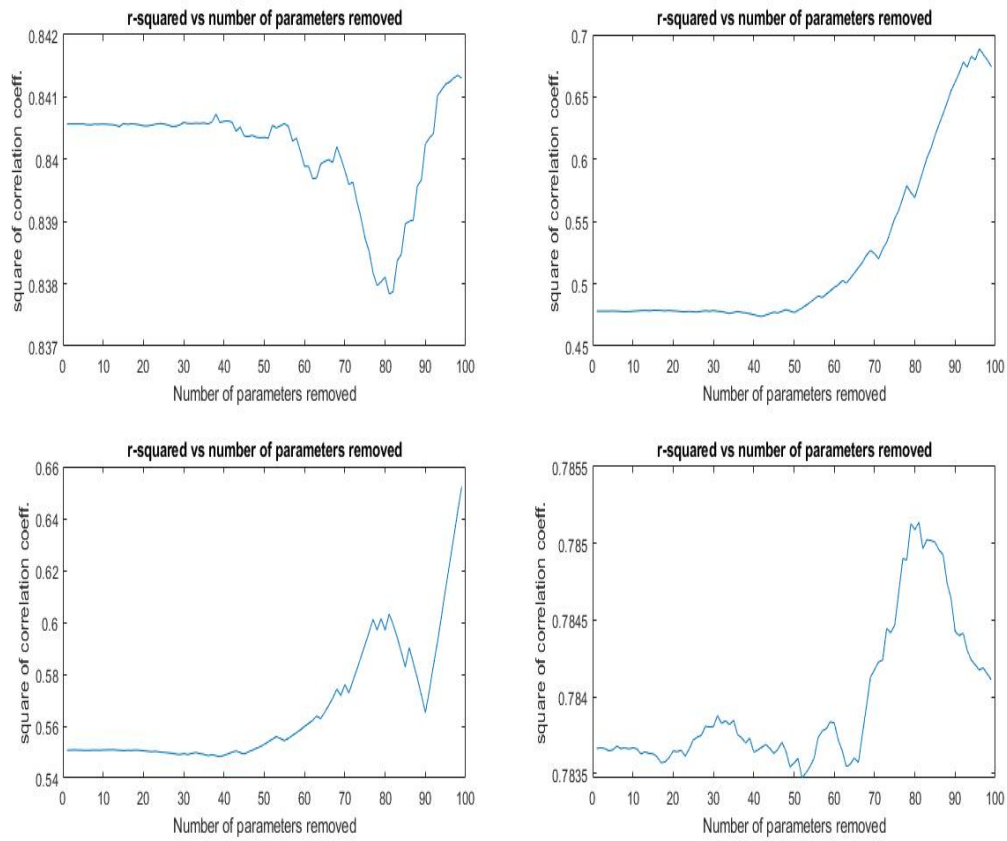 r-squared vs number of parameters removed
square of correlation coeff.
0.842
0.841
0.84
0.839
0.838
0.837
0 10 20 30 40 50 60 70 80 90 100
Number of parameters removed
r-squared vs number of parameters removed
square of correlation coeff.
0.7
0.65
0.6
0.55
0.5
0.45
0 10 20 30 40 50 60 70 80 90 100
Number of parameters removed
r-squared vs number of parameters removed
square of correlation coeff.
0.66
0.64
0.62
0.6
0.58
0.56
0.54
0 10 20 30 40 50 60 70 80 90 100
Number of parameters removed
r-squared vs number of parameters removed
square of correlation coeff.
0.7855
0.785
0.7845
0.784
0.7835
0 10 20 30 40 50 60 70 80 90 100
Number of parameters removed